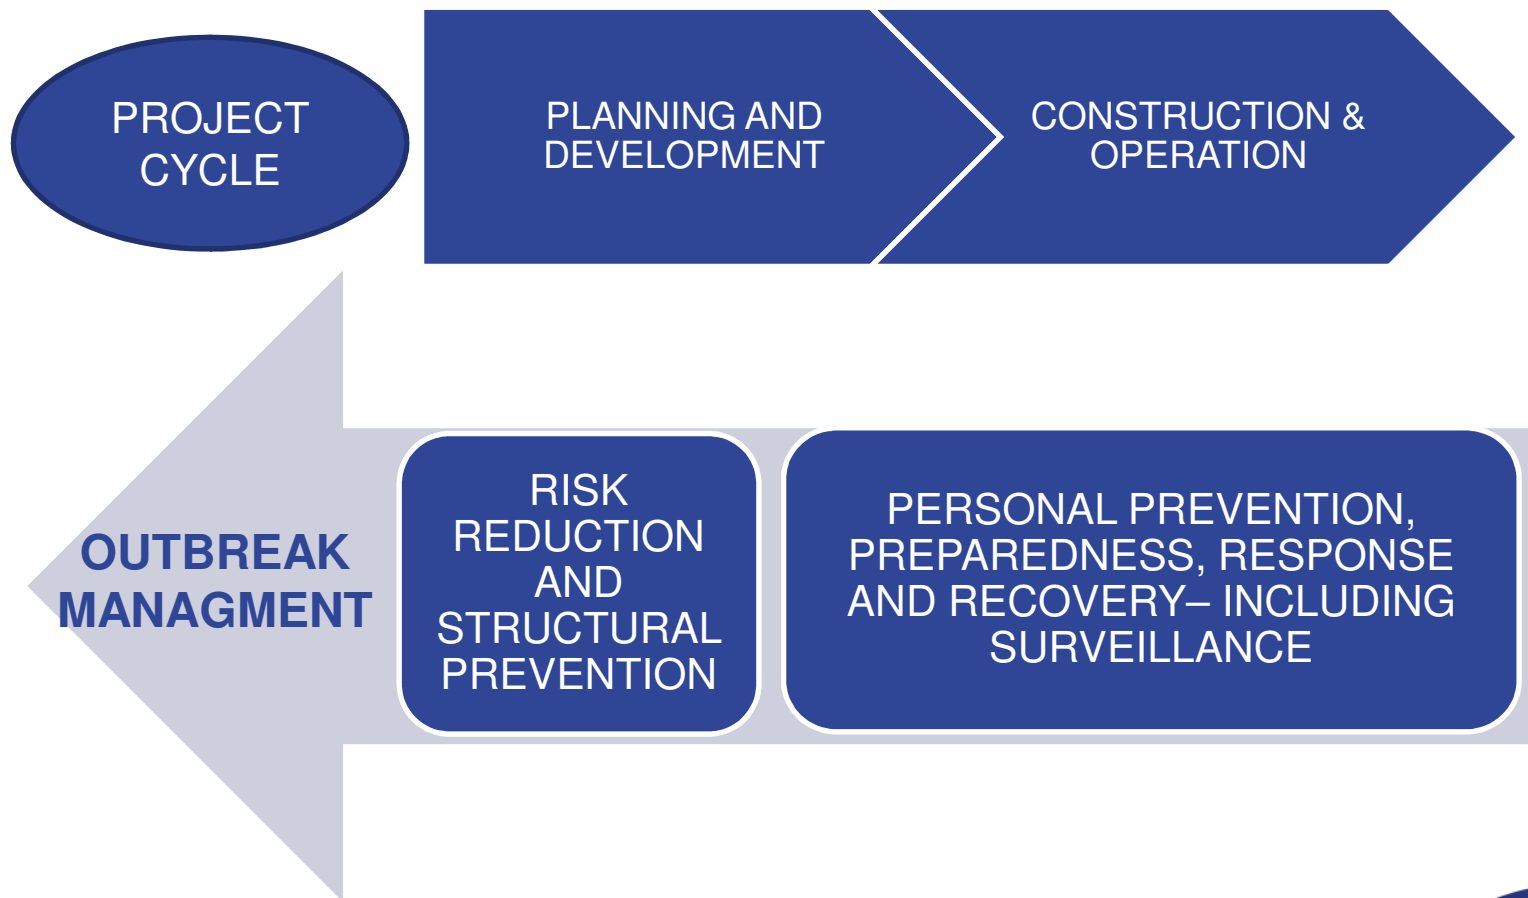 PROJECT
CYCLE
PLANNING AND
DEVELOPMENT
CONSTRUCTION &
OPERATION
OUTBREAK
MANAGMENT
RISK
REDUCTION
AND
STRUCTURAL
PREVENTION
PERSONAL PREVENTION,
PREPAREDNESS, RESPONSE
AND RECOVERY– INCLUDING
SURVEILLANCE